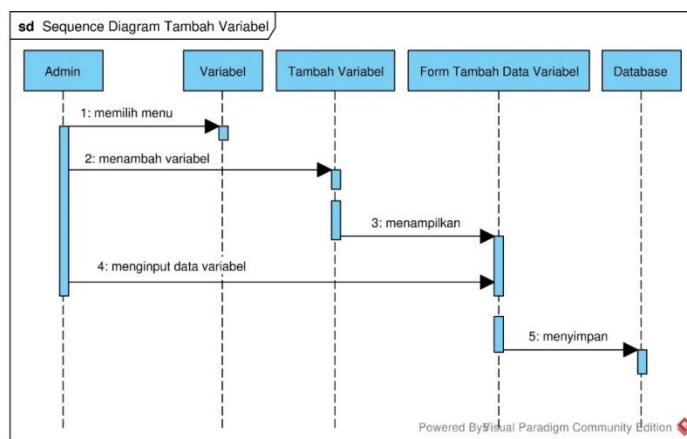 sd Sequence Diagram Tambah Variabel
Admin
Variabel
Tambah Variabel
Form Tambah Data Variabel
Database
1: memilih menu
2: menambah variabel
3: menampilkan
4: menginput data variabel
5: menyimpan
Powered By Visual Paradigm Community Edition